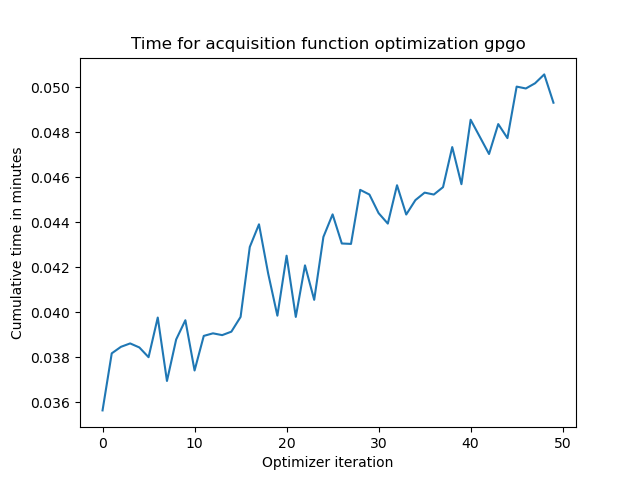 Time for acquisition function optimization gpgo
0.050
0.048
0.046
0.044
0.042
0.040
0.038
0.036
Cumulative time in minutes
0 10 20 30 40 50
Optimizer iteration